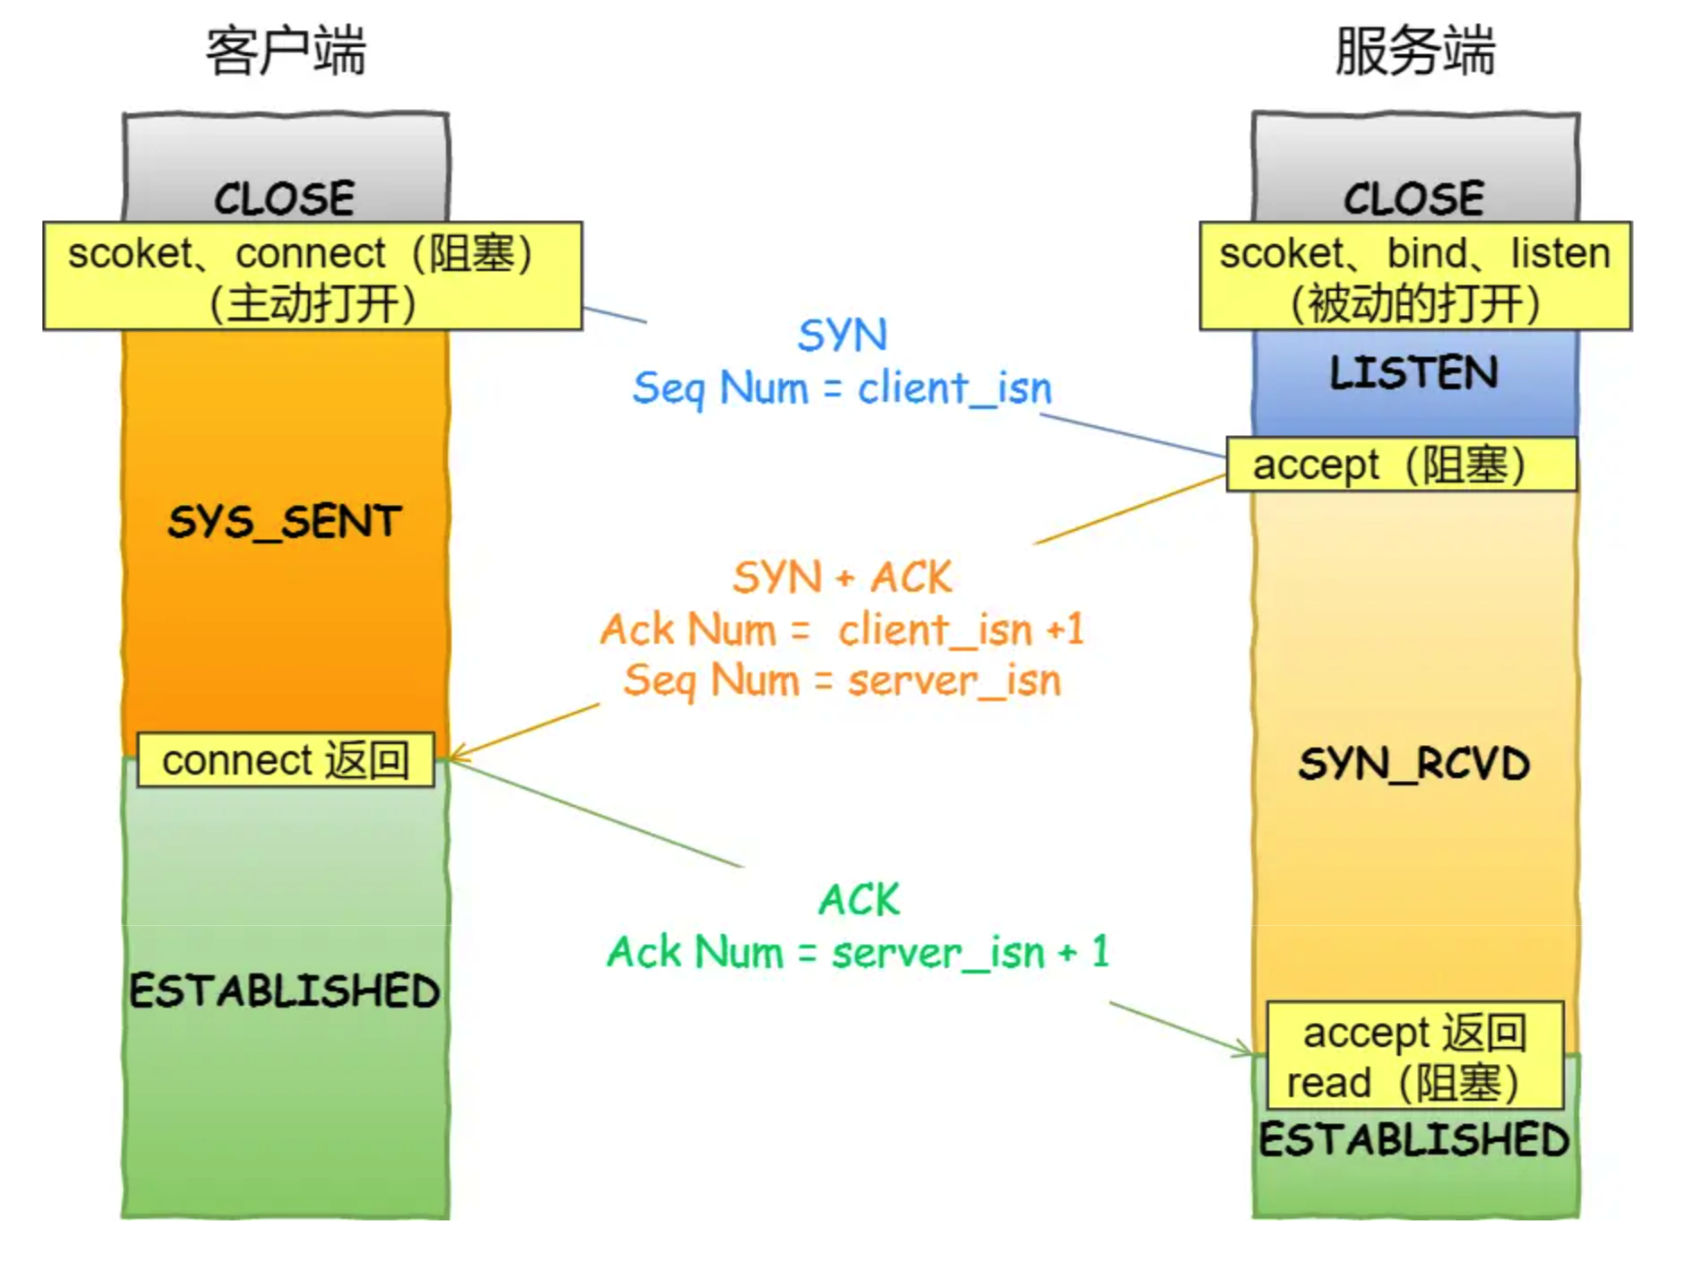 客户端
服务端
CLOSE
scoket、connect（阻塞）
（主动打开）
CLOSE
scoket、bind、listen
（被动的打开）
SYN
Seq Num = client_isn
LISTEN
accept（阻塞）
SYS_SENT
SYN + ACK
Ack Num = client_isn +1
Seq Num = server_isn
connect 返回
SYN_RCVD
ACK
Ack Num = server_isn + 1
ESTABLISHED
accept 返回
read（阻塞）
ESTABLISHED